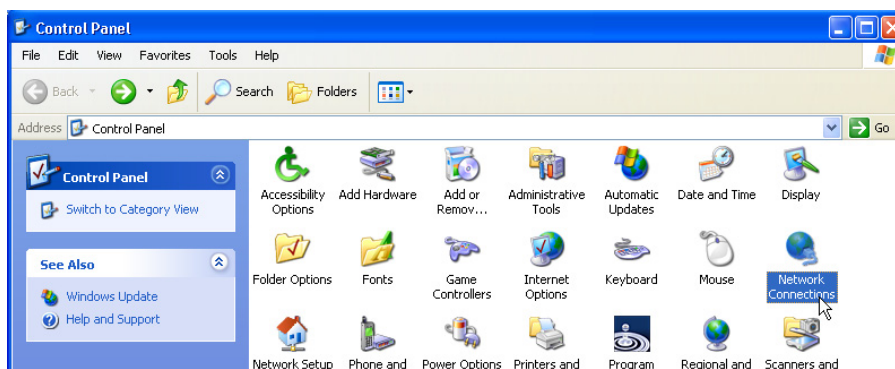 Control Panel
File Edit View Favorites Tools Help
Back Search Folders
Address Control Panel Go
Control Panel
Switch to Category View
See Also
Windows Update
Help and Support
Accessibility Options
Add Hardware
Add or Remov...
Administrative Tools
Automatic Updates
Date and Time
Display
Folder Options
Fonts
Game Controllers
Internet Options
Keyboard
Mouse
Network Connections
Network Setup
Phone and
Power Options
Printers and
Program
Regional and
Scanners and